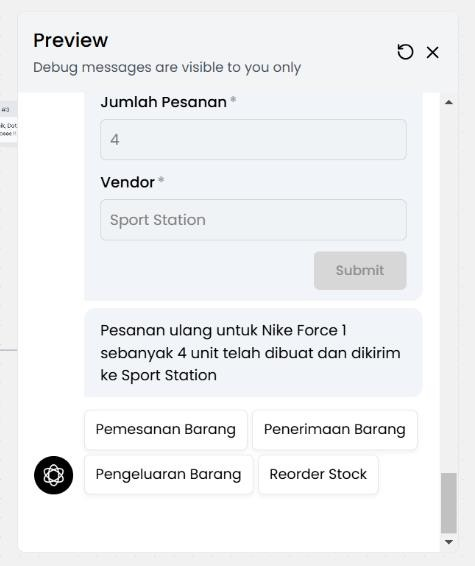 Preview
Debug messages are visible to you only
#3
Jumlah Pesanan *
4
Vendor *
Sport Station
Submit
Pesanan ulang untuk Nike Force 1
sebanyak 4 unit telah dibuat dan dikirim
ke Sport Station
Pemesanan Barang
Penerimaan Barang
Pengeluaran Barang
Reorder Stock